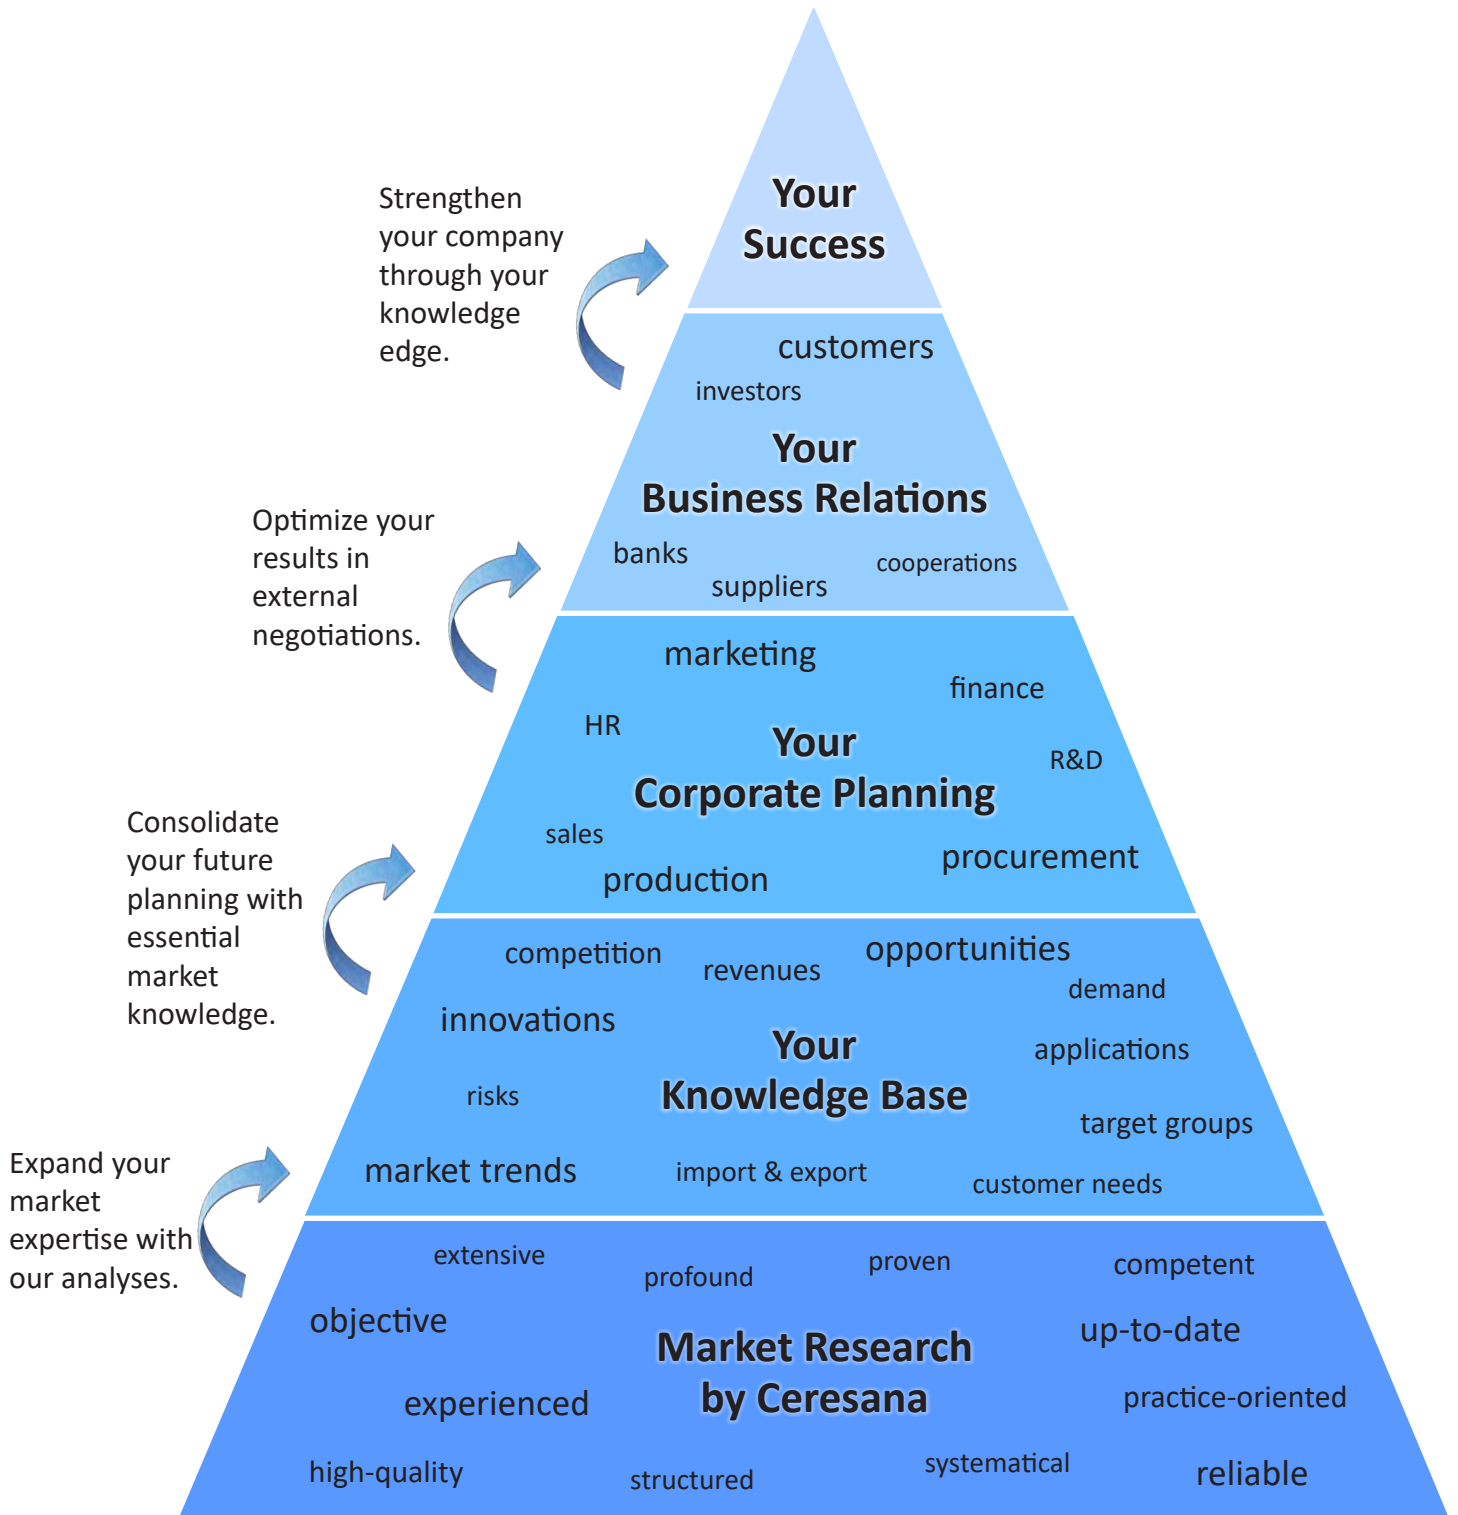 Your
Success
Strengthen
your company
through your
knowledge
edge.
customers
investors
Your
Business Relations
banks
cooperations
suppliers
Optimize your
results in
external
negotiations.
marketing
finance
HR
Your
R&D
Corporate Planning
sales
procurement
production
Consolidate
your future
planning with
essential
market
knowledge.
competition
revenues
opportunities
demand
innovations
Your
applications
Knowledge Base
risks
target groups
market trends
import & export
customer needs
Expand your
market
expertise with
our analyses.
extensive
profound
proven
competent
objective
up-to-date
Market Research
by Ceresana
experienced
practice-oriented
high-quality
structured
systematical
reliable